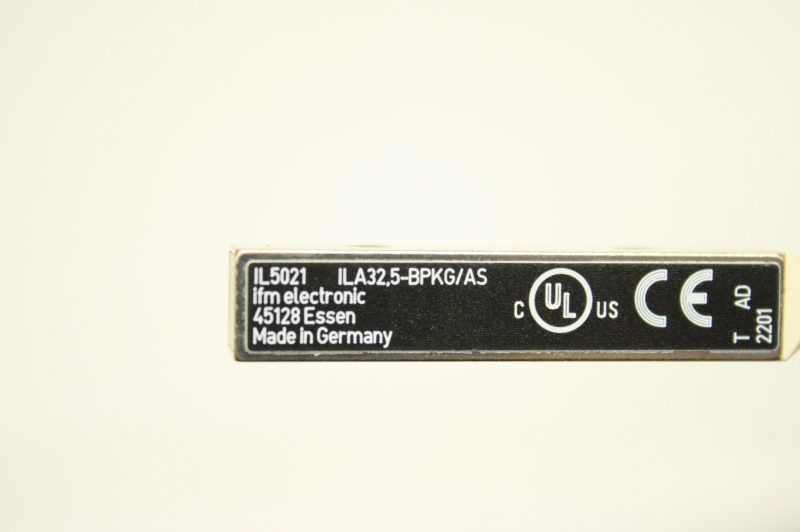 IL5021 ILA32,5-BPKG/AS
ifm electronic
45128 Essen
Made in Germany
C UL US
CE
T AD
2201